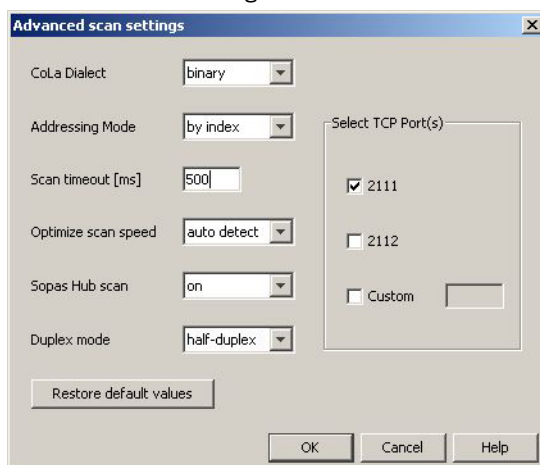 Advanced scan settings
CoLa Dialect binary
Addressing Mode by index
Select TCP Port(s)
Scan timeout [ms] 500
2111
Optimize scan speed auto detect
2112
Sopas Hub scan on
Custom
Duplex mode half-duplex
Restore default values
OK Cancel Help